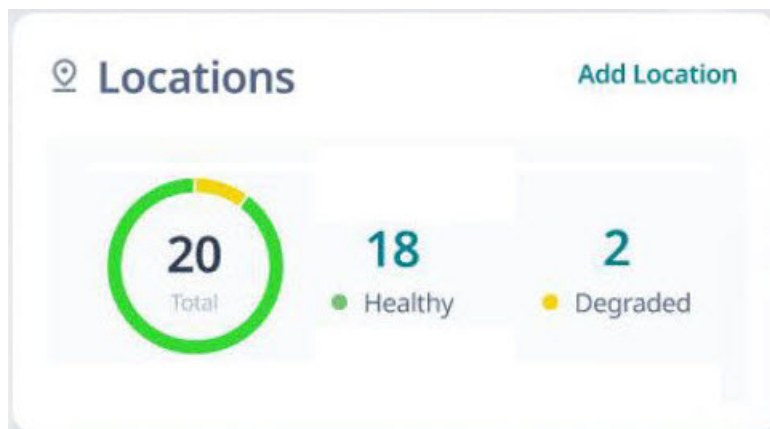 Locations
Add Location
20
Total
18
Healthy
2
Degraded